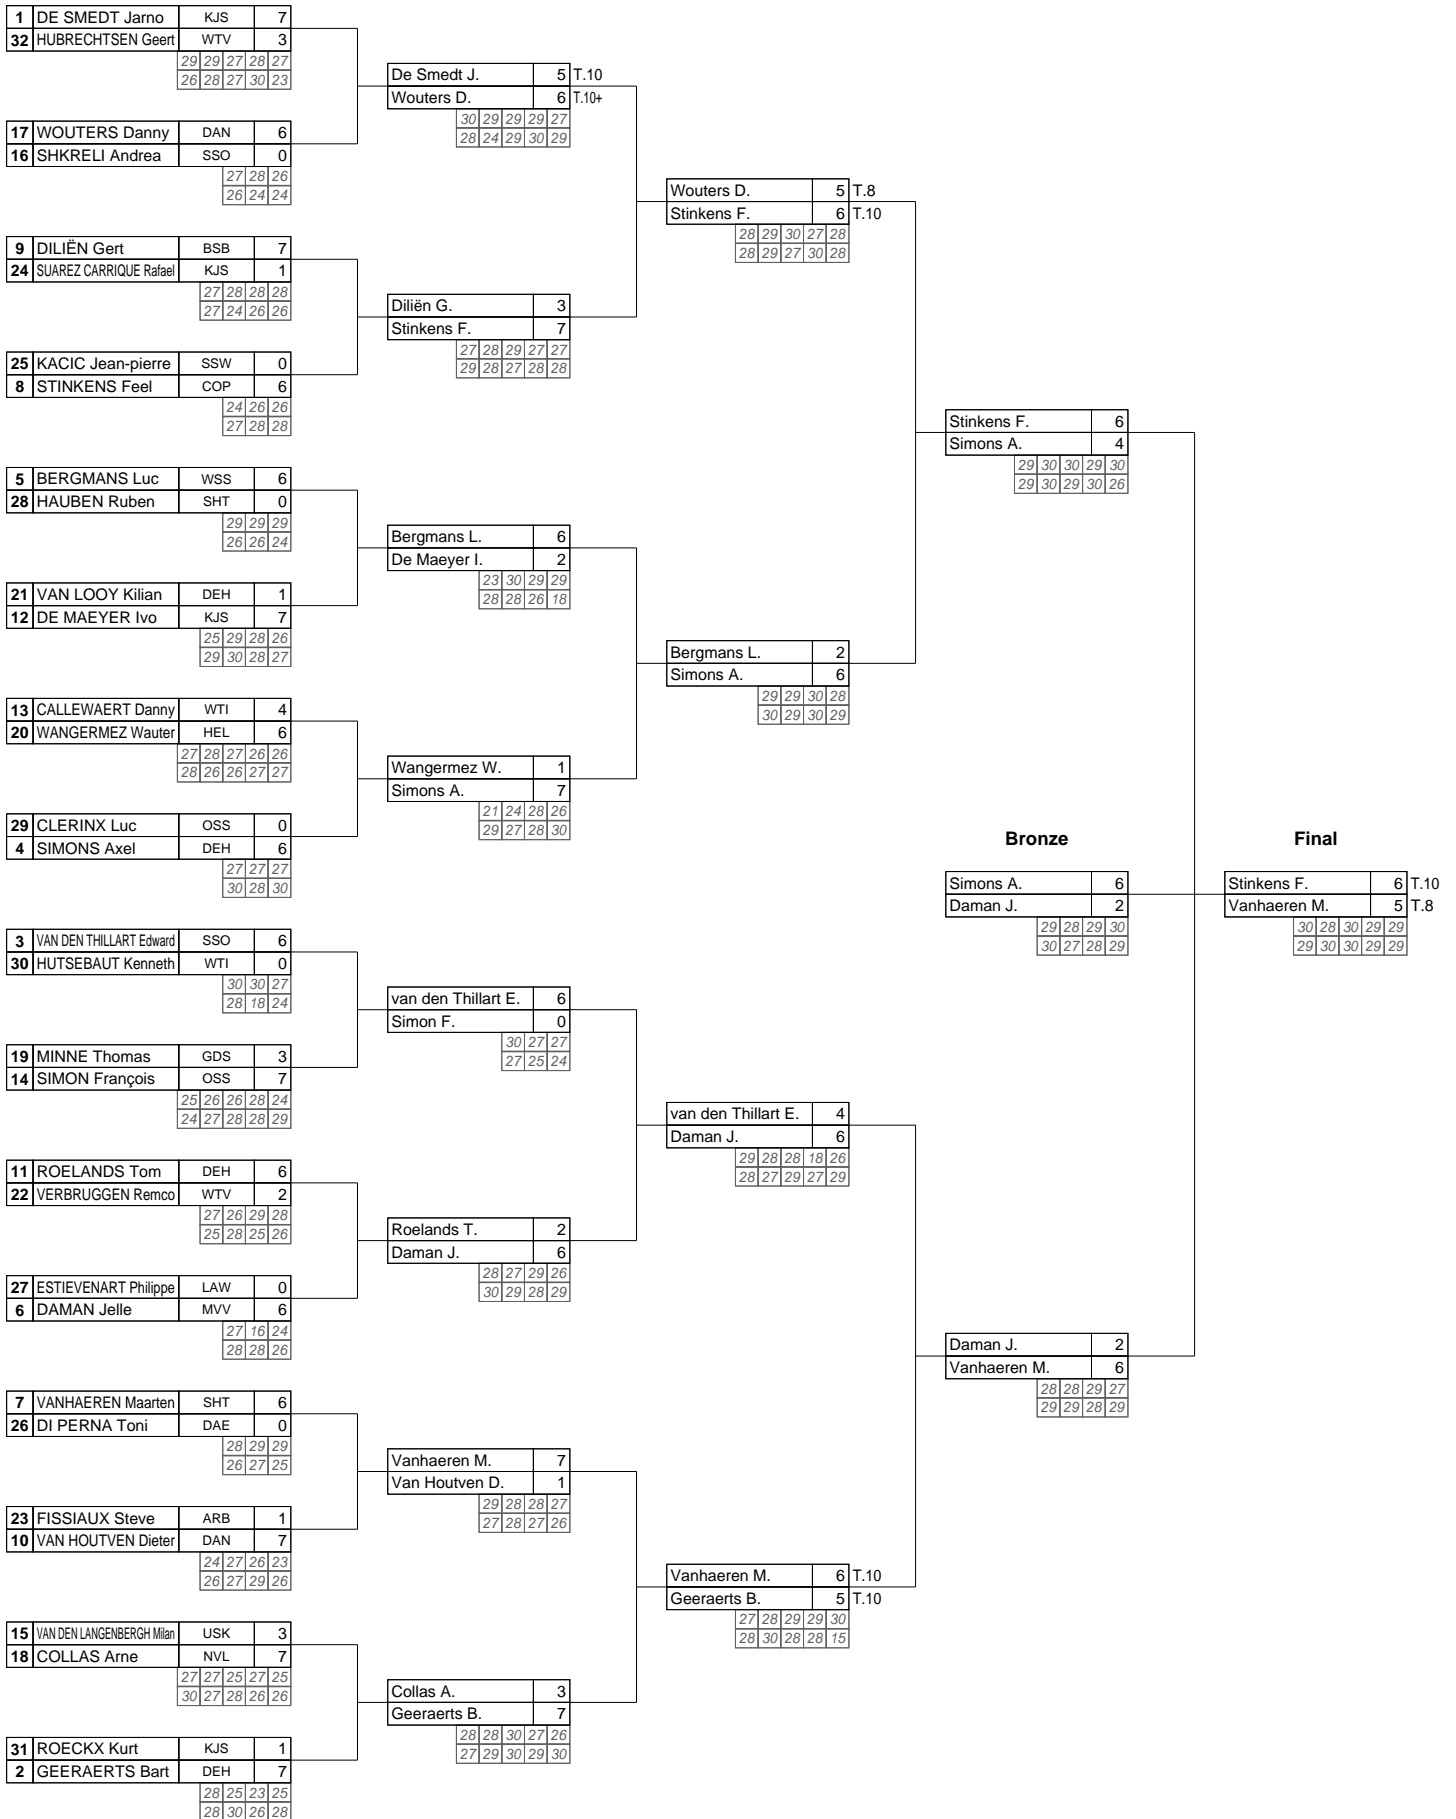 1 DE SMEDT Jarno KJS 7
32 HUBRECHTSEN Geert WTV 3
29 29 27 28 27
26 28 27 30 23
De Smedt J. 5 T.10
Wouters D. 6 T.10+
30 29 29 29 27
28 24 29 30 29
17 WOUTERS Danny DAN 6
16 SHKRELI Andrea SSO 0
27 28 26
26 24 24
Wouters D. 5 T.8
Stinkens F. 6 T.10
28 29 30 27 28
28 29 27 30 28
9 DILIËN Gert BSB 7
24 SUAREZ CARRIQUE Rafael KJS 1
27 28 28 28
27 24 26 26
Diliën G. 3
Stinkens F. 7
27 28 29 27 27
29 28 27 28 28
25 KACIC Jean-pierre SSW 0
8 STINKENS Feel COP 6
24 26 26
27 28 28
Stinkens F. 6
Simons A. 4
29 30 30 29 30
29 30 29 30 26
5 BERGMANS Luc WSS 6
28 HAUBEN Ruben SHT 0
29 29 29
26 26 24
Bergmans L. 6
De Maeyer I. 2
23 30 29 29
28 28 26 18
21 VAN LOOY Kilian DEH 1
12 DE MAEYER Ivo KJS 7
25 29 28 26
29 30 28 27
Bergmans L. 2
Simons A. 6
29 29 30 28
30 29 30 29
13 CALLEWAERT Danny WTI 4
20 WANGERMEZ Wauter HEL 6
27 28 27 26 26
28 26 26 27 27
Wangermez W. 1
Simons A. 7
21 24 28 26
29 27 28 30
29 CLERINX Luc OSS 0
4 SIMONS Axel DEH 6
27 27 27
30 28 30
Bronze Final
Simons A. 6
Daman J. 2
29 28 29 30
30 27 28 29
Stinkens F. 6 T.10
Vanhaeren M. 5 T.8
30 28 30 29 29
29 30 30 29 29
3 VAN DEN THILLART Edward SSO 6
30 HUTSEBAUT Kenneth WTI 0
30 30 27
28 18 24
van den Thillart E. 6
Simon F. 0
30 27 27
27 25 24
19 MINNE Thomas GDS 3
14 SIMON François OSS 7
25 26 26 28 24
24 27 28 28 29
van den Thillart E. 4
Daman J. 6
29 28 28 18 26
28 27 29 27 29
11 ROELANDS Tom DEH 6
22 VERBRUGGEN Remco WTV 2
27 26 29 28
25 28 25 26
Roelands T. 2
Daman J. 6
28 27 29 26
30 29 28 29
27 ESTIEVENART Philippe LAW 0
6 DAMAN Jelle MVV 6
27 16 24
28 28 26
Daman J. 2
Vanhaeren M. 6
28 28 29 27
29 29 28 29
7 VANHAEREN Maarten SHT 6
26 DI PERNA Toni DAE 0
28 29 29
26 27 25
Vanhaeren M. 7
Van Houtven D. 1
29 28 28 27
27 28 27 26
23 FISSIAUX Steve ARB 1
10 VAN HOUTVEN Dieter DAN 7
24 27 26 23
26 27 29 26
Vanhaeren M. 6 T.10
Geeraerts B. 5 T.10
27 28 29 29 30
28 30 28 28 15
15 VAN DEN LANGENBERGH Milan USK 3
18 COLLAS Arne NVL 7
27 27 25 27 25
30 27 28 26 26
Collas A. 3
Geeraerts B. 7
28 28 30 27 26
27 29 30 29 30
31 ROECKX Kurt KJS 1
2 GEERAERTS Bart DEH 7
28 25 23 25
28 30 26 28